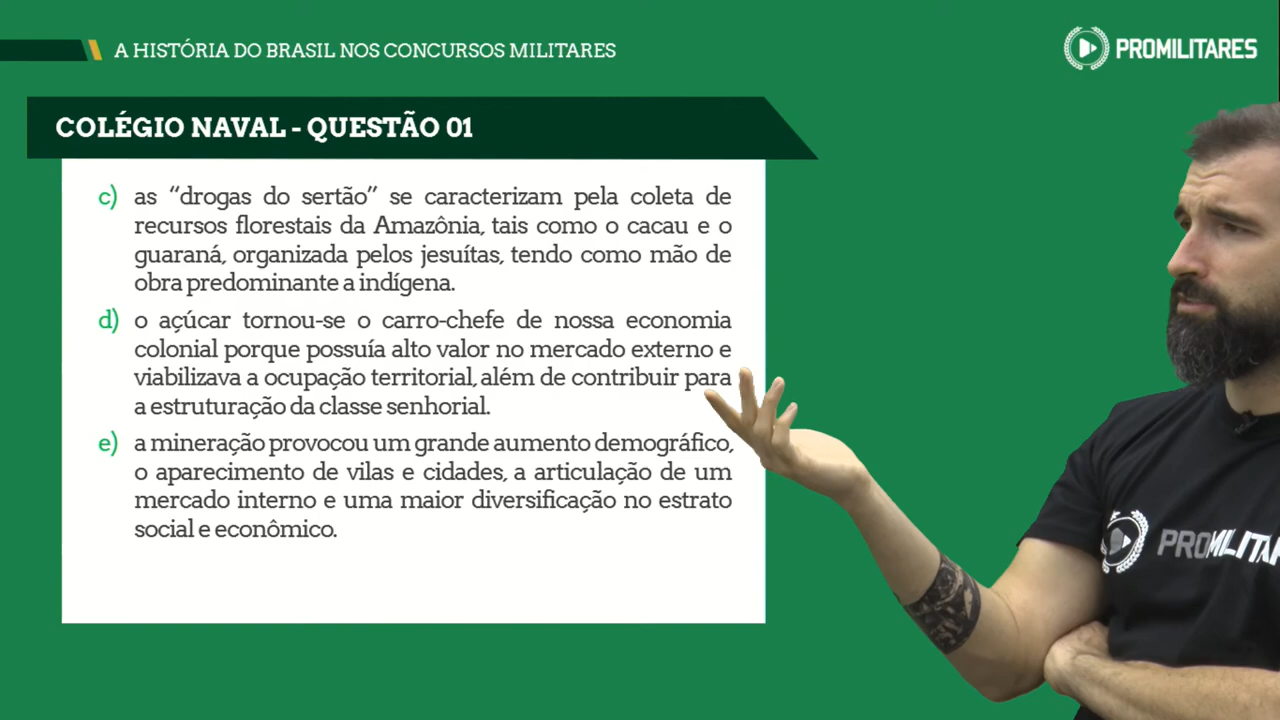 A HISTÓRIA DO BRASIL NOS CONCURSOS MILITARES
PROMILITARES
COLÉGIO NAVAL - QUESTÃO 01
c) as “drogas do sertão” se caracterizam pela coleta de
recursos florestais da Amazônia, tais como o cacau e o
guaraná, organizada pelos jesuítas, tendo como mão de
obra predominante a indígena.
d) o açúcar tornou-se o carro-chefe de nossa economia
colonial porque possuía alto valor no mercado externo e
viabilizava a ocupação territorial, além de contribuir para
a estruturação da classe senhorial.
e) a mineração provocou um grande aumento demográfico,
o aparecimento de vilas e cidades, a articulação de um
mercado interno e uma maior diversificação no estrato
social e econômico.
PROMILITA